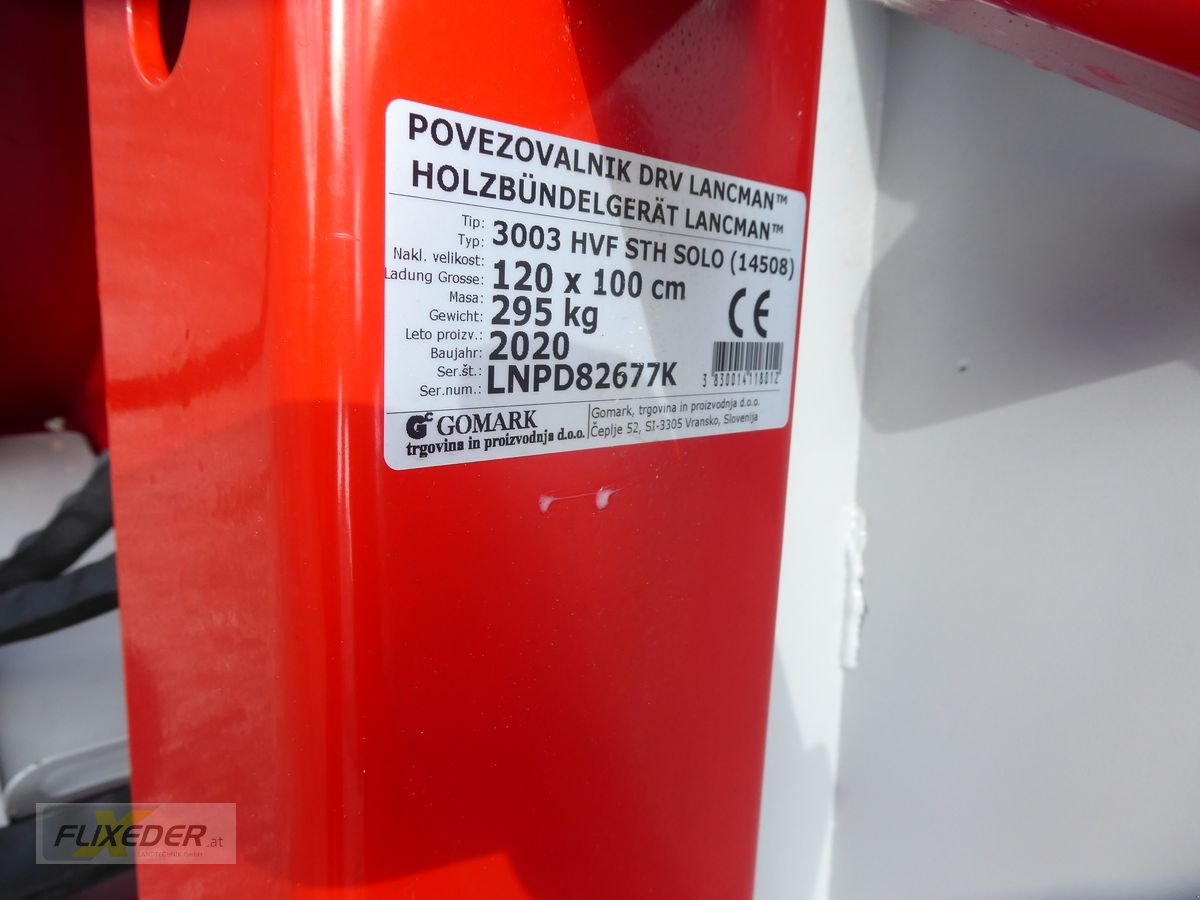 POVEZOVALNIK DRV LANCMAN™
HOLZBÜNDELGERÄT LANCMAN™
Tip:
Typ: 3003 HVF STH SOLO (14508)
Nakl. velikost:
Ladung Grosse: 120 x 100 cm
Masa:
Gewicht: 295 kg
Leto proizv.:
Baujahr: 2020
Ser.št.:
Ser.num.: LNPD82677K
CE
3 830014 118012
GOMARK
trgovina in proizvodnja d.o.o.
Gomark, trgovina in proizvodnja d.o.o.
Čeplje 52, SI-3305 Vransko, Slovenija
FLIXEDER.at
LANDTECHNIK GmbH